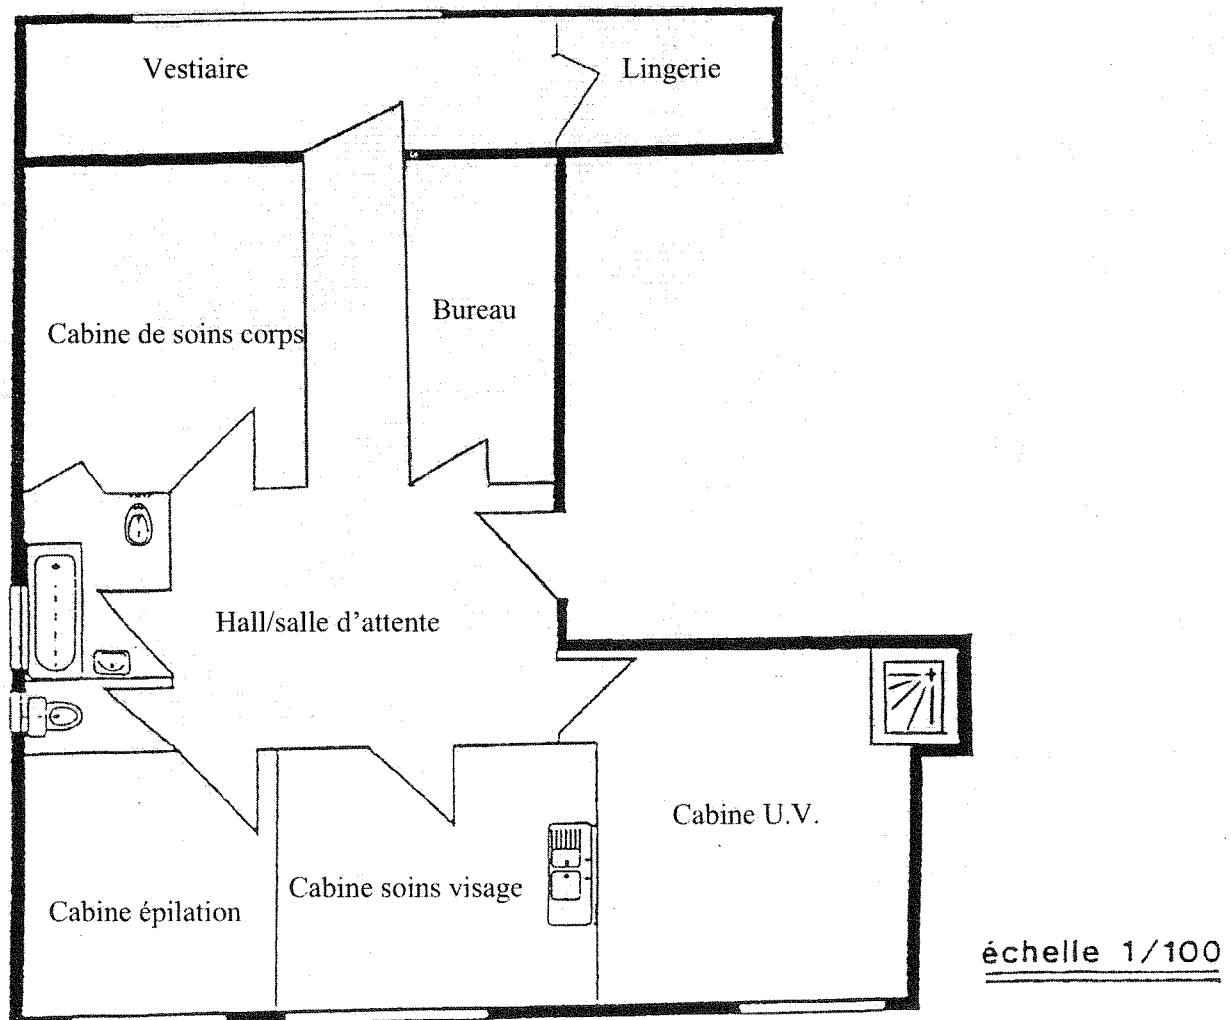 Vestiaire
Lingerie
Bureau
Cabine de soins corps
Hall/salle d'attente
Cabine U.V.
Cabine soins visage
Cabine épilation
échelle 1/100